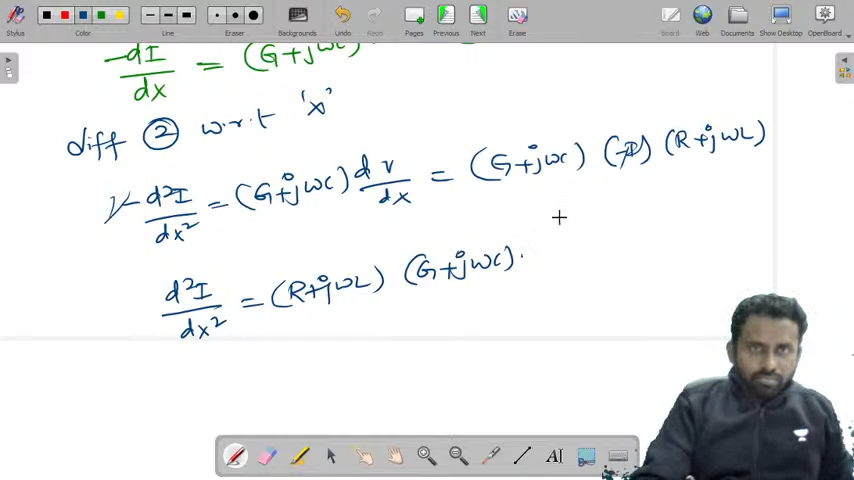 Stylus Color Line Eraser Backgrounds Undo Redo Pages Previous Next Erase Board Web Documents Show Desktop OpenBoard
-dI/dx = (G+jωC)
diff ② w.r.t 'x'
-d²I/dx² = (G+jωC) dv/dx = (G+jωC) (-I) (R+jωL)
d²I/dx² = (R+jωL) (G+jωC).